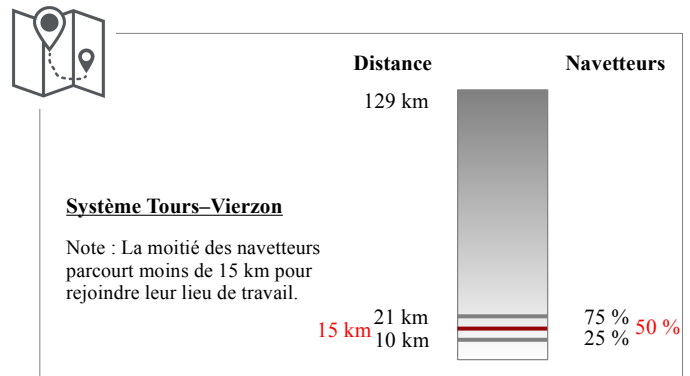 Distance
Navetteurs
129 km
Système Tours–Vierzon
Note : La moitié des navetteurs
parcourt moins de 15 km pour
rejoindre leur lieu de travail.
21 km
75 %
15 km
50 %
10 km
25 %